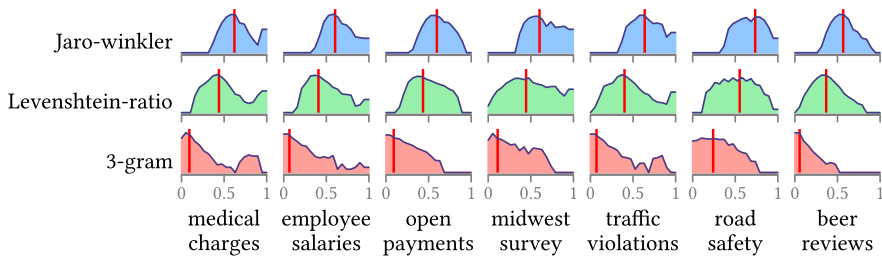 Jaro-winkler
Levenshtein-ratio
3-gram
0 0.5 1 0 0.5 1 0 0.5 1 0 0.5 1 0 0.5 1 0 0.5 1 0 0.5 1
medical employee open midwest traffic road beer
charges salaries payments survey violations safety reviews